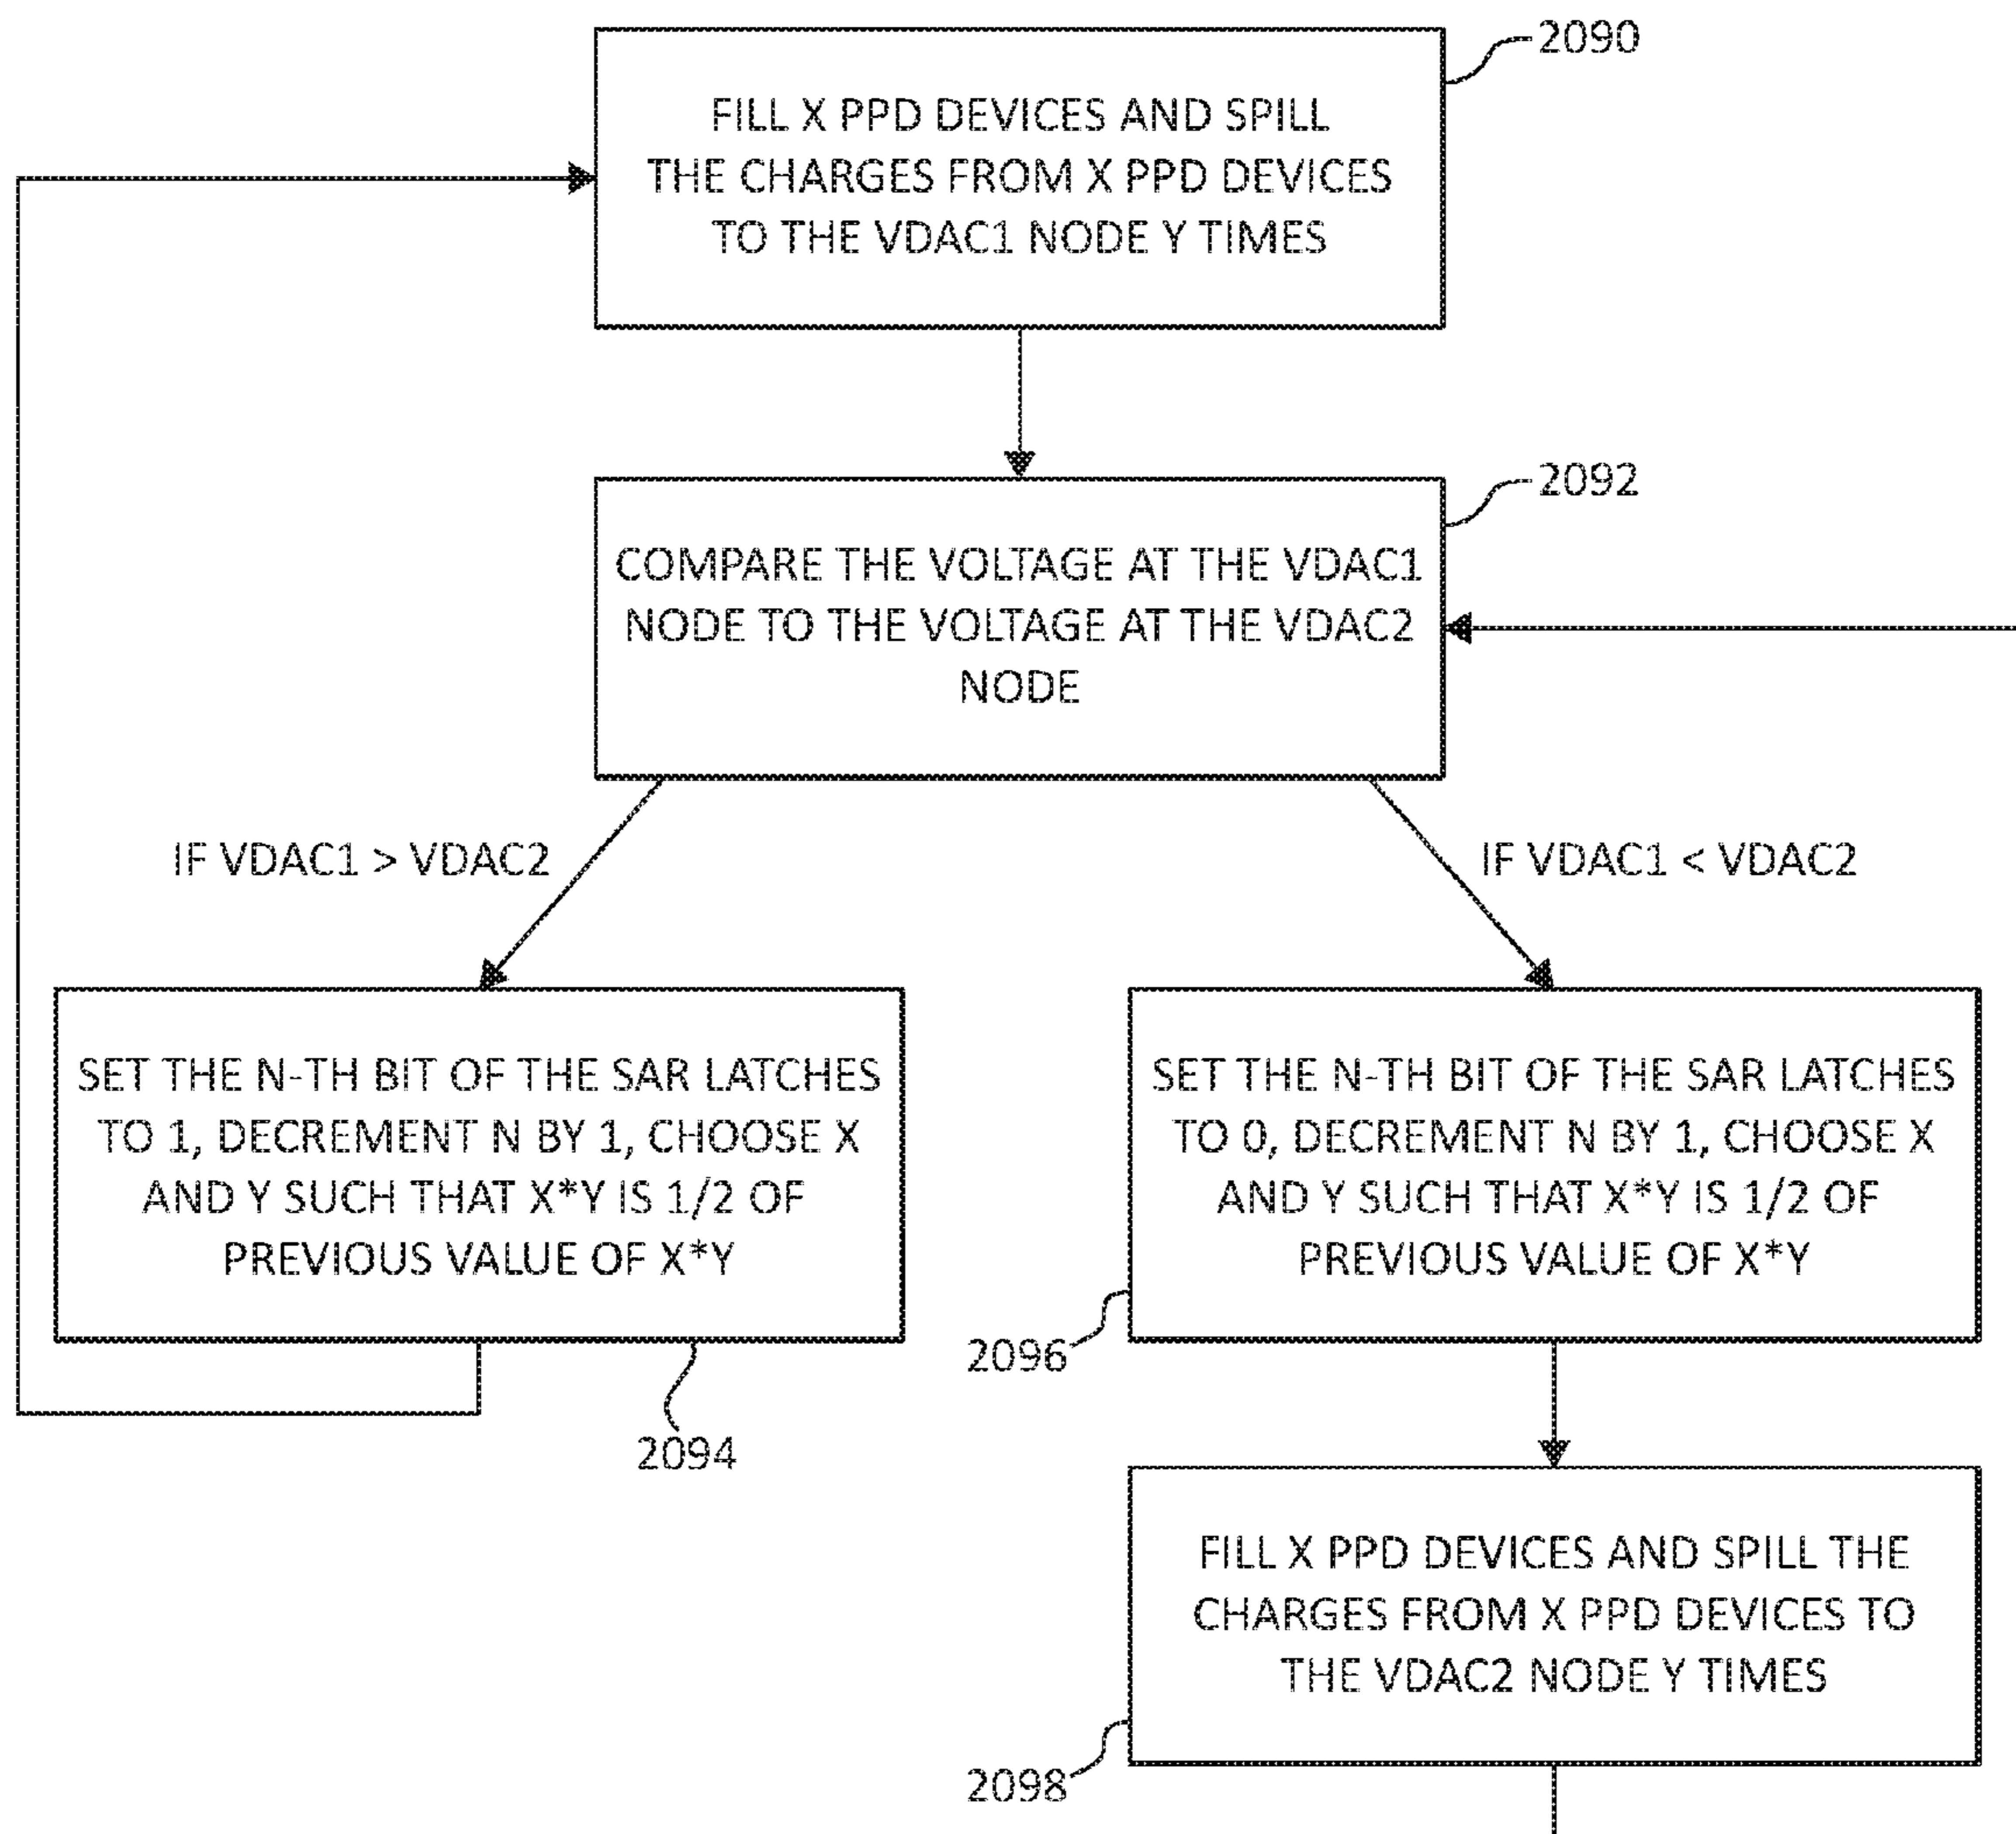 2090
FILL X PPD DEVICES AND SPILL
THE CHARGES FROM X PPD DEVICES
TO THE VDAC1 NODE Y TIMES
2092
COMPARE THE VOLTAGE AT THE VDAC1
NODE TO THE VOLTAGE AT THE VDAC2
NODE
IF VDAC1 > VDAC2
IF VDAC1 < VDAC2
SET THE N-TH BIT OF THE SAR LATCHES
TO 1, DECREMENT N BY 1, CHOOSE X
AND Y SUCH THAT X*Y IS 1/2 OF
PREVIOUS VALUE OF X*Y
2094
SET THE N-TH BIT OF THE SAR LATCHES
TO 0, DECREMENT N BY 1, CHOOSE X
AND Y SUCH THAT X*Y IS 1/2 OF
PREVIOUS VALUE OF X*Y
2096
FILL X PPD DEVICES AND SPILL THE
CHARGES FROM X PPD DEVICES TO
THE VDAC2 NODE Y TIMES
2098